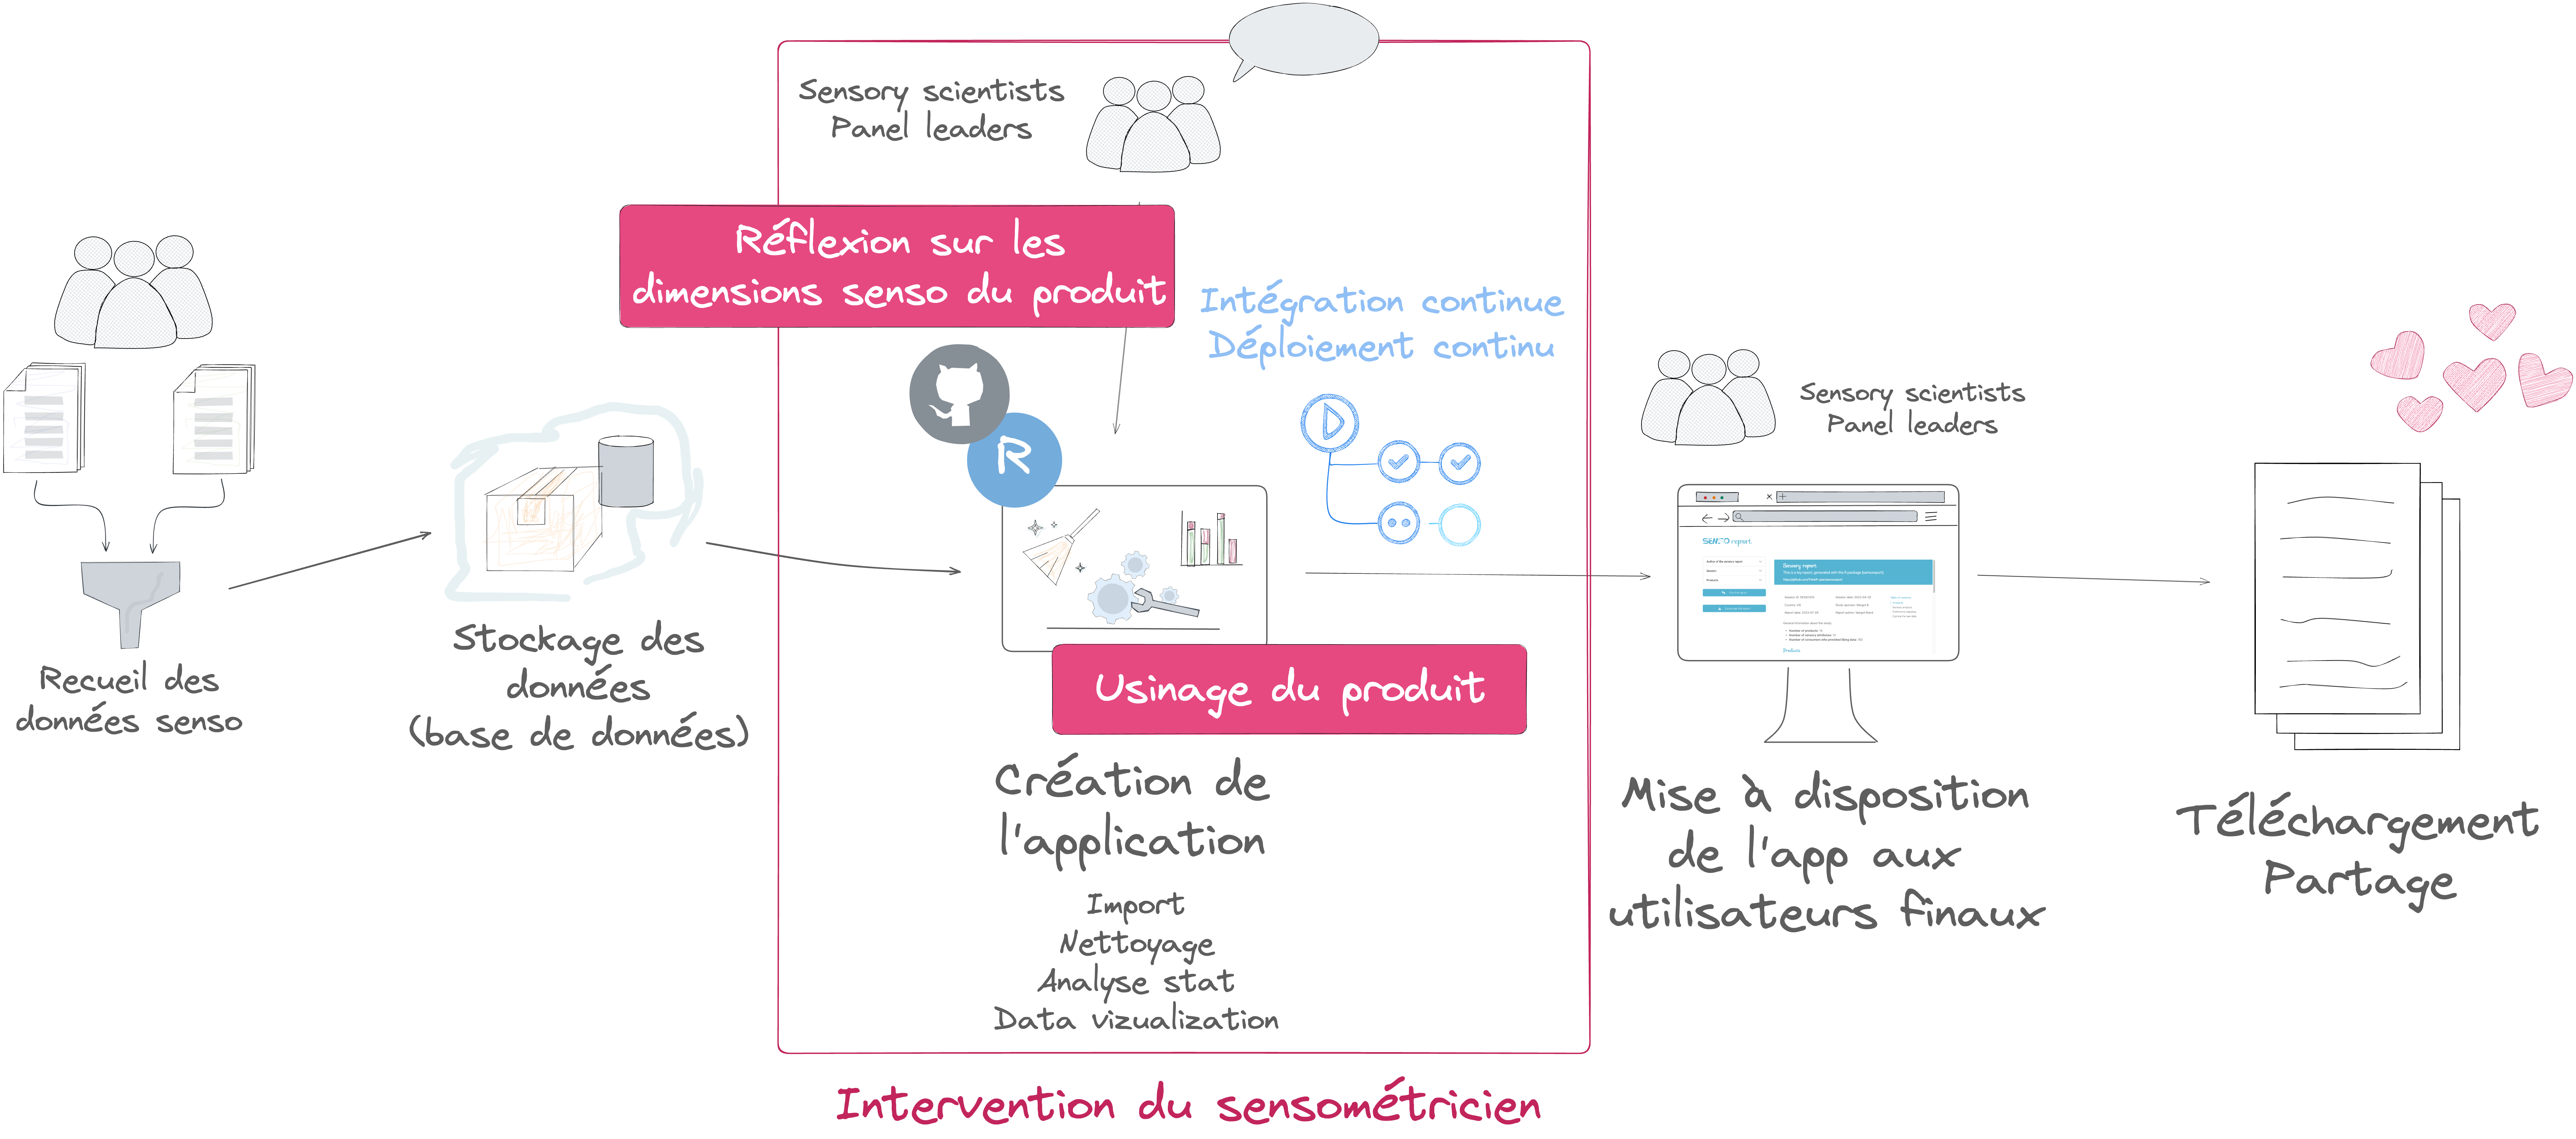 Sensory scientists
Panel leaders
Réflexion sur les
dimensions senso du produit
Intégration continue
Déploiement continu
R
Recueil des
données senso
Stockage des
données
(base de données)
Usinage du produit
Création de
l'application
Import
Nettoyage
Analyse stat
Data vizualization
Sensory scientists
Panel leaders
report
Sensory report
Mise à disposition
de l'app aux
utilisateurs finaux
Téléchargement
Partage
Intervention du sensométricien